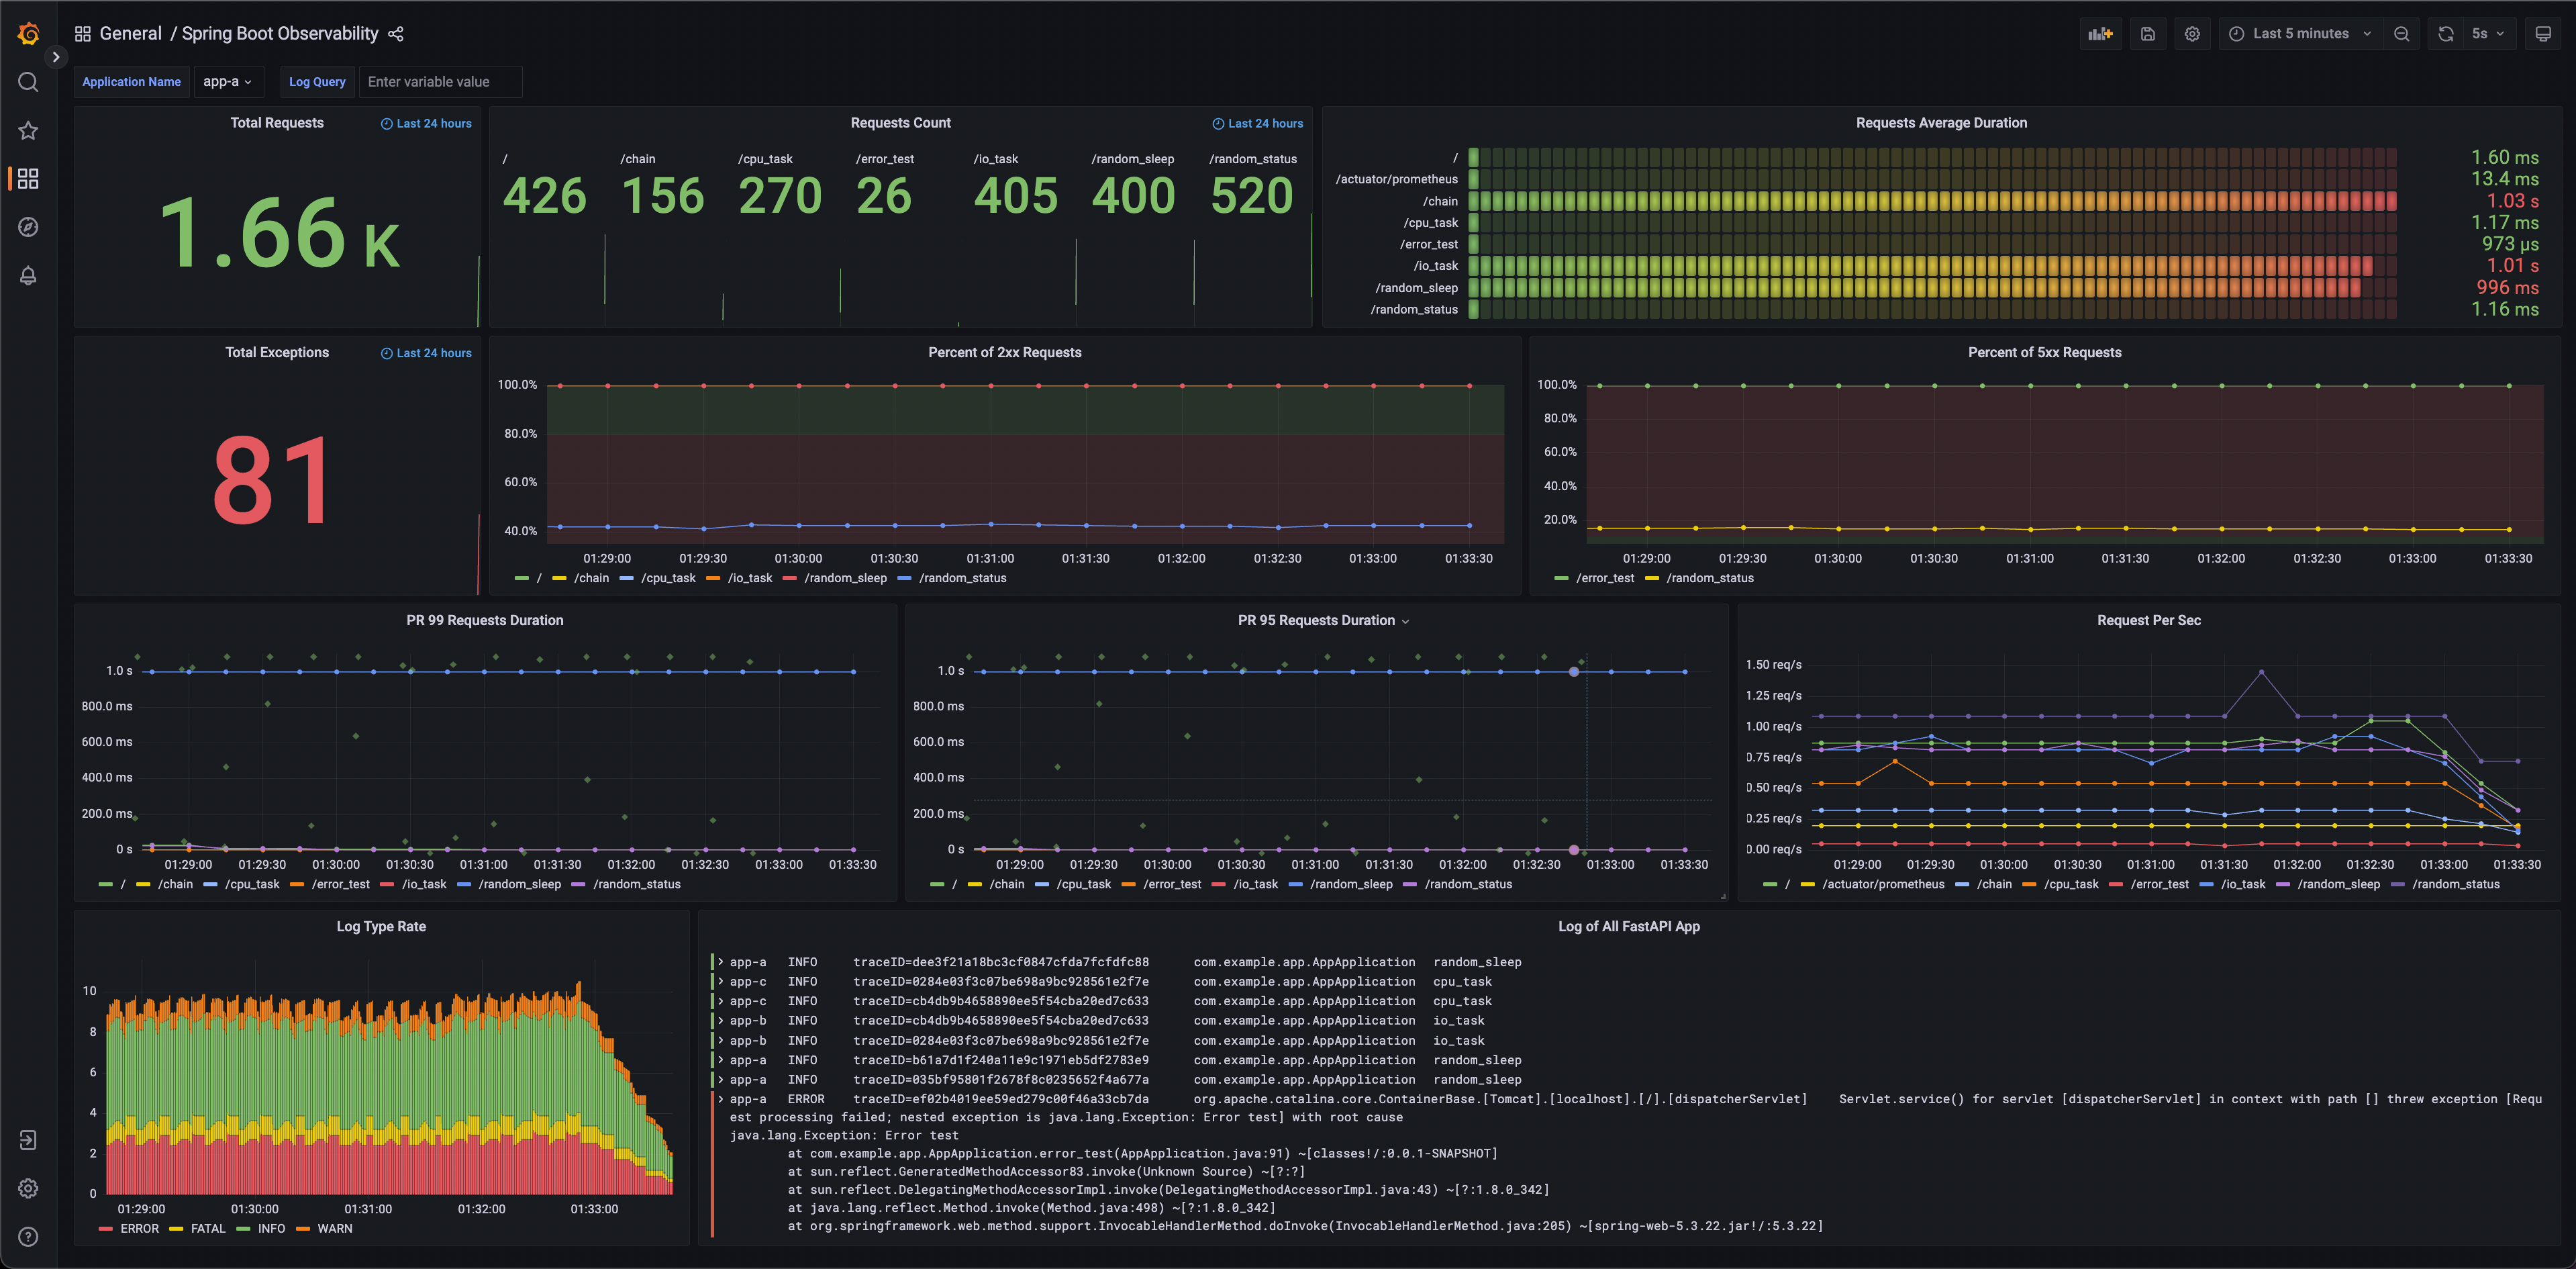 General / Spring Boot Observability
Last 5 minutes
5s
Application Name
app-a
Log Query
Enter variable value
Total Requests
Last 24 hours
1.66 K
Requests Count
Last 24 hours
/ /chain /cpu_task /error_test /io_task /random_sleep /random_status
426 156 270 26 405 400 520
Requests Average Duration
/ 1.60 ms
/actuator/prometheus 13.4 ms
/chain 1.03 s
/cpu_task 1.17 ms
/error_test 973 µs
/io_task 1.01 s
/random_sleep 996 ms
/random_status 1.16 ms
Total Exceptions
Last 24 hours
81
Percent of 2xx Requests
100.0%
80.0%
60.0%
40.0%
01:29:00 01:29:30 01:30:00 01:30:30 01:31:00 01:31:30 01:32:00 01:32:30 01:33:00 01:33:30
/ /chain /cpu_task /io_task /random_sleep /random_status
Percent of 5xx Requests
100.0%
80.0%
60.0%
40.0%
20.0%
01:29:00 01:29:30 01:30:00 01:30:30 01:31:00 01:31:30 01:32:00 01:32:30 01:33:00 01:33:30
/error_test /random_status
PR 99 Requests Duration
1.0 s
800.0 ms
600.0 ms
400.0 ms
200.0 ms
0 s
01:29:00 01:29:30 01:30:00 01:30:30 01:31:00 01:31:30 01:32:00 01:32:30 01:33:00 01:33:30
/ /chain /cpu_task /error_test /io_task /random_sleep /random_status
PR 95 Requests Duration
1.0 s
800.0 ms
600.0 ms
400.0 ms
200.0 ms
0 s
01:29:00 01:29:30 01:30:00 01:30:30 01:31:00 01:31:30 01:32:00 01:32:30 01:33:00 01:33:30
/ /chain /cpu_task /error_test /io_task /random_sleep /random_status
Request Per Sec
1.50 req/s
1.25 req/s
1.00 req/s
0.75 req/s
0.50 req/s
0.25 req/s
0.00 req/s
01:29:00 01:29:30 01:30:00 01:30:30 01:31:00 01:31:30 01:32:00 01:32:30 01:33:00 01:33:30
/ /actuator/prometheus /chain /cpu_task /error_test /io_task /random_sleep /random_status
Log Type Rate
10
8
6
4
2
0
01:29:00 01:30:00 01:31:00 01:32:00 01:33:00
ERROR FATAL INFO WARN
Log of All FastAPI App
app-a INFO traceID=dee3f21a18bc3cf0847cfda7fcfdfc88 com.example.app.AppApplication random_sleep
app-c INFO traceID=0284e03f3c07be698a9bc928561e2f7e com.example.app.AppApplication cpu_task
app-c INFO traceID=cb4db9b4658890ee5f54cba20ed7c633 com.example.app.AppApplication cpu_task
app-b INFO traceID=cb4db9b4658890ee5f54cba20ed7c633 com.example.app.AppApplication io_task
app-b INFO traceID=0284e03f3c07be698a9bc928561e2f7e com.example.app.AppApplication io_task
app-a INFO traceID=b61a7d1f240a11e9c1971eb5df2783e9 com.example.app.AppApplication random_sleep
app-a INFO traceID=035bf95801f2678f8c0235652f4a677a com.example.app.AppApplication random_sleep
app-a ERROR traceID=ef02b4019ee59ed279c00f46a33cb7da org.apache.catalina.core.ContainerBase.[Tomcat].[localhost].[/].[dispatcherServlet] Servlet.service() for servlet [dispatcherServlet] in context with path [] threw exception [Requ
est processing failed; nested exception is java.lang.Exception: Error test] with root cause
java.lang.Exception: Error test
at com.example.app.AppApplication.error_test(AppApplication.java:91) ~[classes!/:0.0.1-SNAPSHOT]
at sun.reflect.GeneratedMethodAccessor83.invoke(Unknown Source) ~[?:?]
at sun.reflect.DelegatingMethodAccessorImpl.invoke(DelegatingMethodAccessorImpl.java:43) ~[?:1.8.0_342]
at java.lang.reflect.Method.invoke(Method.java:498) ~[?:1.8.0_342]
at org.springframework.web.method.support.InvocableHandlerMethod.doInvoke(InvocableHandlerMethod.java:205) ~[spring-web-5.3.22.jar!/:5.3.22]